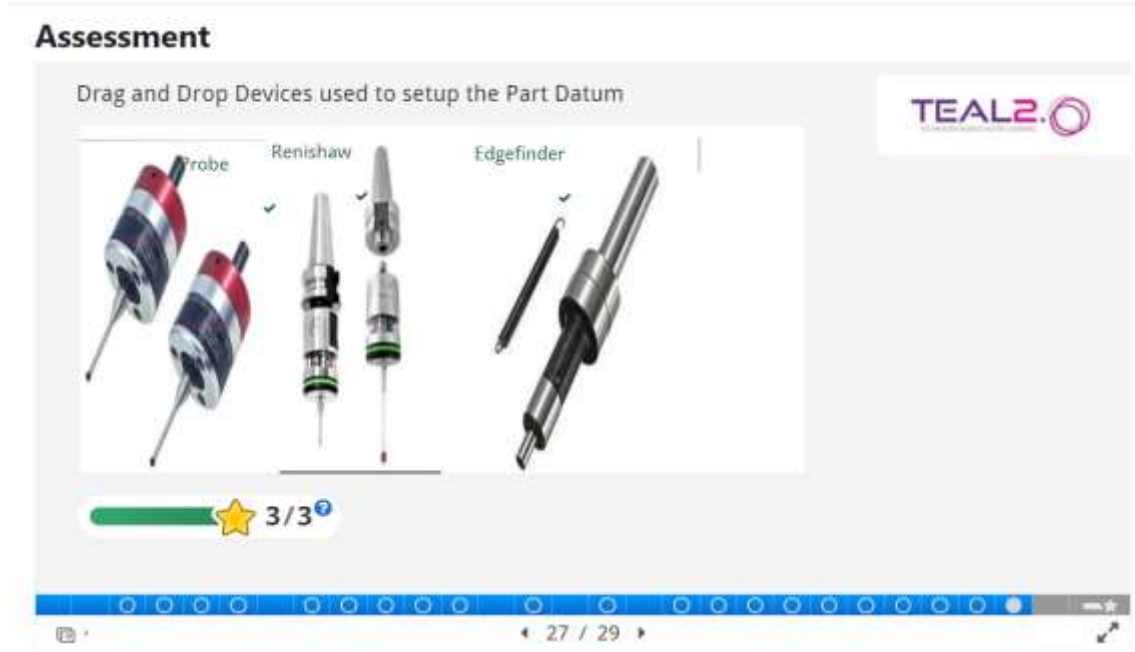 Assessment
Drag and Drop Devices used to setup the Part Datum
TEAL2.O
Probe
Renishaw
Edgefinder
3/3
?
27 / 29